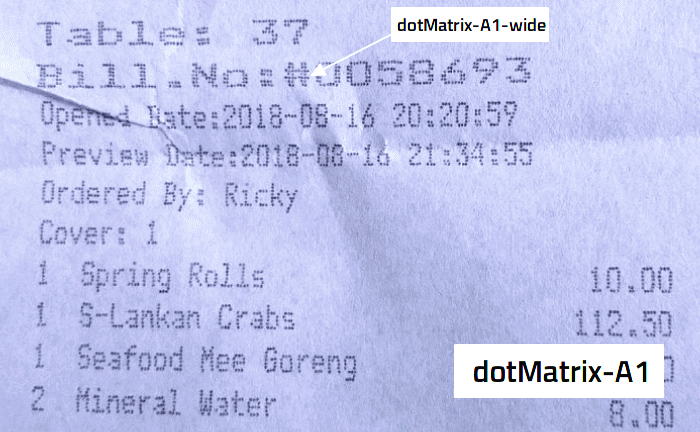 Table: 37
dotMatrix-A1-wide
Bill.No:#J058693
Opened Date:2018-08-16 20:20:59
Preview Date:2018-08-16 21:34:55
Ordered By: Ricky
Cover: 1
1 Spring Rolls 10.00
1 S-Lankan Crabs 112.50
1 Seafood Mee Goreng
dotMatrix-A1
2 Mineral Water 8.00